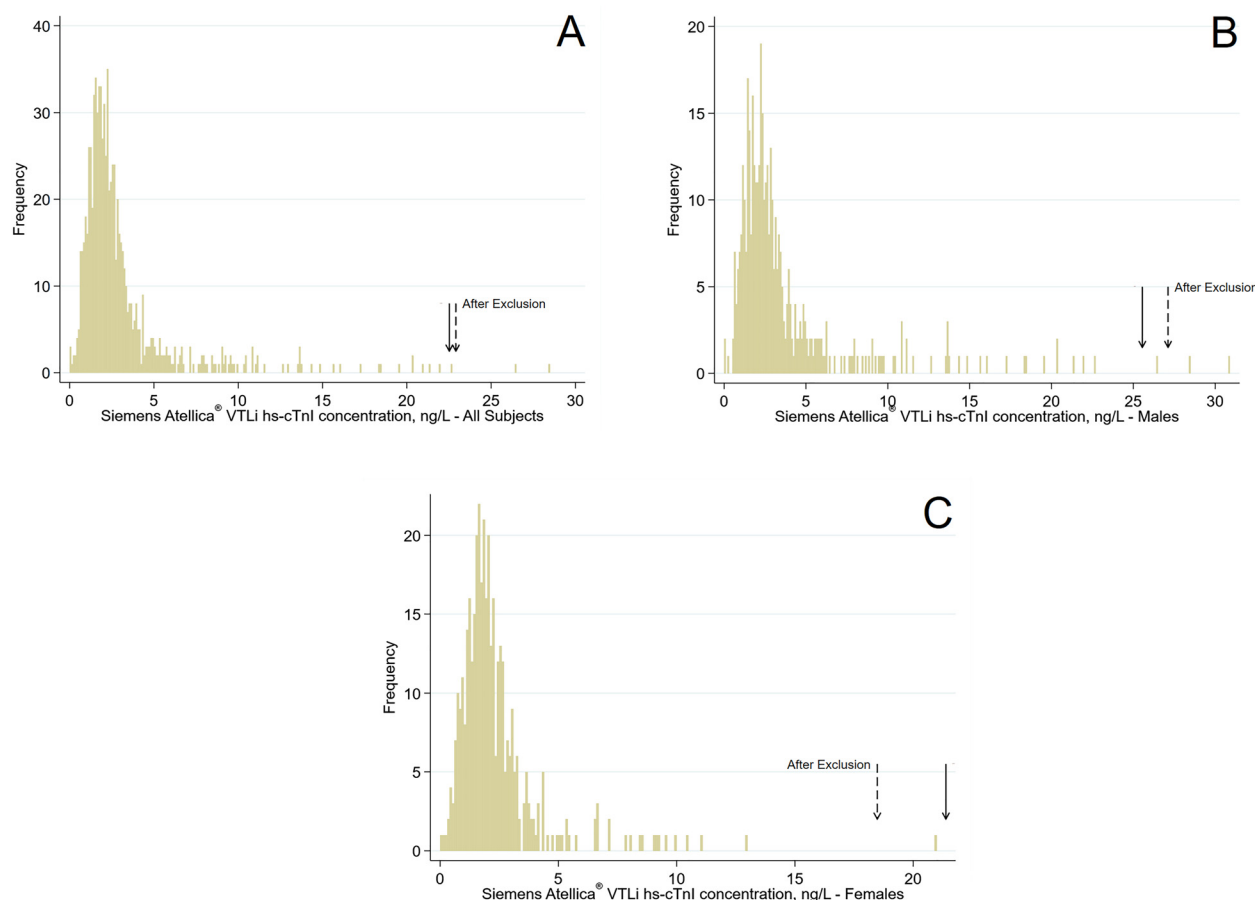 A
40
30
20
10
0
Frequency
After Exclusion
0 5 10 15 20 25 30
Siemens Atellica® VTLi hs-cTnI concentration, ng/L - All Subjects
B
20
15
10
5
0
Frequency
After Exclusion
0 5 10 15 20 25 30
Siemens Atellica® VTLi hs-cTnI concentration, ng/L - Males
C
20
15
10
5
0
Frequency
After Exclusion
0 5 10 15 20
Siemens Atellica® VTLi hs-cTnI concentration, ng/L - Females